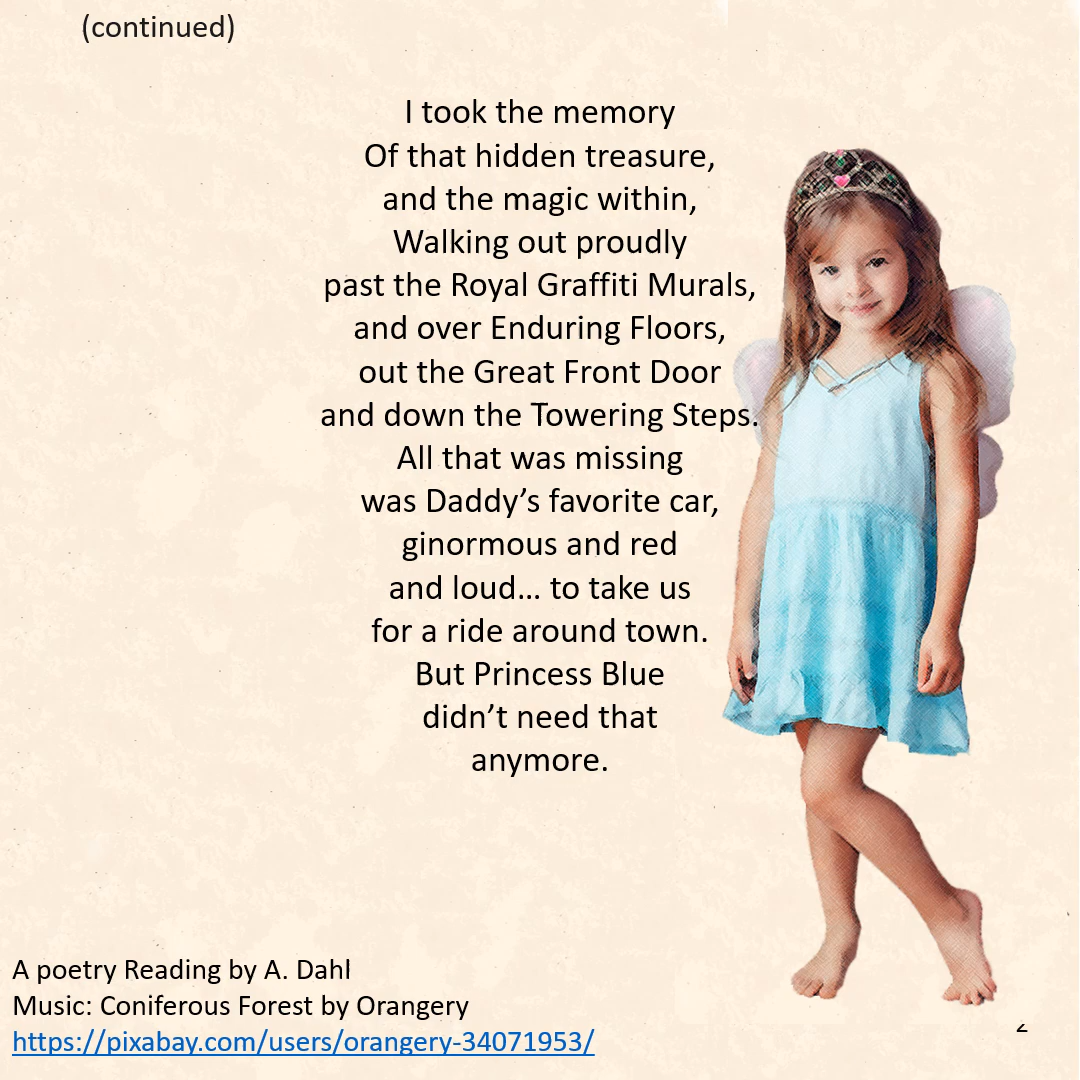 (continued)
I took the memory
Of that hidden treasure,
and the magic within,
Walking out proudly
past the Royal Graffiti Murals,
and over Enduring Floors,
out the Great Front Door
and down the Towering Steps.
All that was missing
was Daddy’s favorite car,
ginormous and red
and loud… to take us
for a ride around town.
But Princess Blue
didn’t need that
anymore.
A poetry Reading by A. Dahl
Music: Coniferous Forest by Orangery
https://pixabay.com/users/orangery-34071953/
2